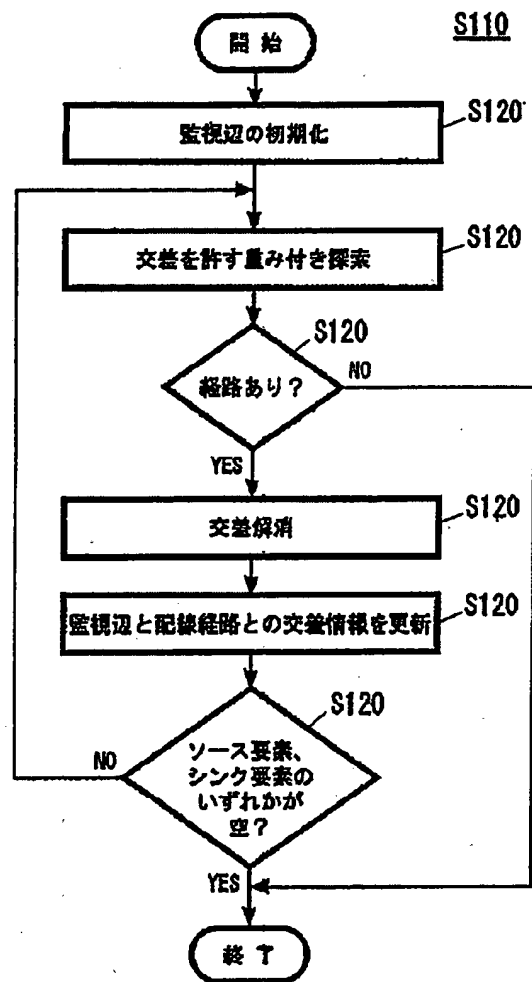 S110
開始
S120
監視辺の初期化
S120
交差を許す重み付き探索
S120
経路あり?
NO
YES
S120
交差解消
S120
監視辺と配線経路との交差情報を更新
S120
ソース要素、
シンク要素の
いずれかが
空?
NO
YES
終了